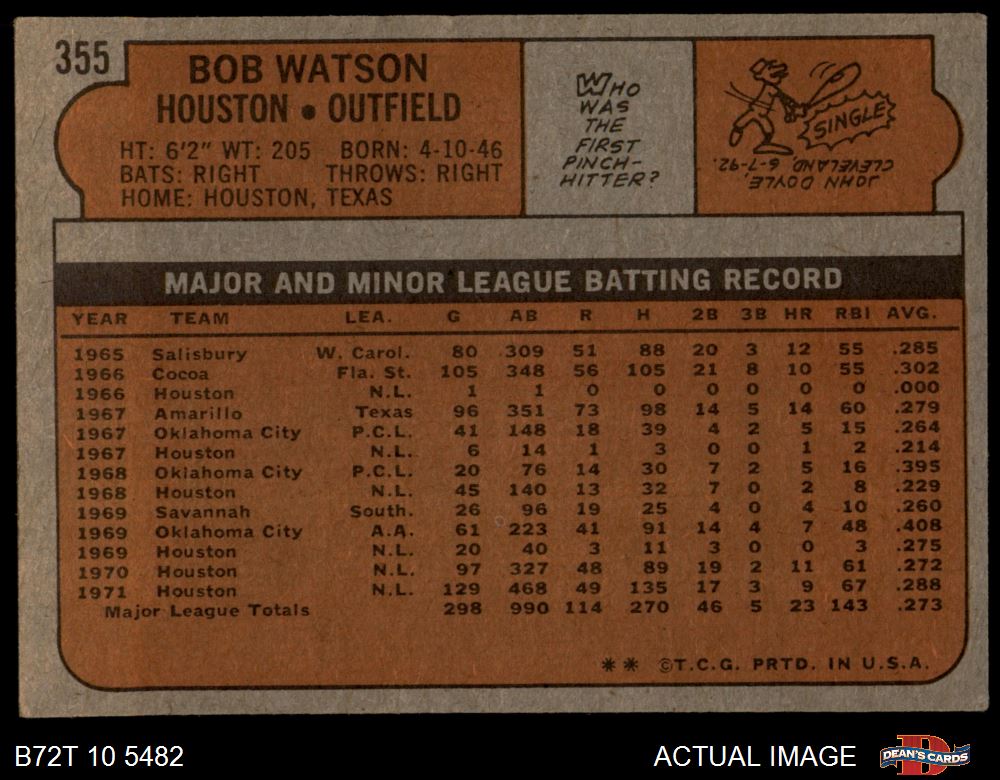 355
BOB WATSON
HOUSTON • OUTFIELD
HT: 6'2" WT: 205 BORN: 4-10-46
BATS: RIGHT THROWS: RIGHT
HOME: HOUSTON, TEXAS
WHO
WAS
THE
FIRST
PINCH-
HITTER?
SINGLE
JOHN DOYLE,
CLEVELAND, 6-7-92.
MAJOR AND MINOR LEAGUE BATTING RECORD
YEAR TEAM LEA. G AB R H 2B 3B HR RBI AVG.
1965 Salisbury W. Carol. 80 309 51 88 20 3 12 55 .285
1966 Cocoa Fla. St. 105 348 56 105 21 8 10 55 .302
1966 Houston N.L. 1 1 0 0 0 0 0 0 .000
1967 Amarillo Texas 96 351 73 98 14 5 14 60 .279
1967 Oklahoma City P.C.L. 41 148 18 39 4 2 5 15 .264
1967 Houston N.L. 6 14 1 3 0 0 1 2 .214
1968 Oklahoma City P.C.L. 20 76 14 30 7 2 5 16 .395
1968 Houston N.L. 45 140 13 32 7 0 2 8 .229
1969 Savannah South. 26 96 19 25 4 0 4 10 .260
1969 Oklahoma City A.A. 61 223 41 91 14 4 7 48 .408
1969 Houston N.L. 20 40 3 11 3 0 0 3 .275
1970 Houston N.L. 97 327 48 89 19 2 11 61 .272
1971 Houston N.L. 129 468 49 135 17 3 9 67 .288
Major League Totals 298 990 114 270 46 5 23 143 .273
** ©T.C.G. PRTD. IN U.S.A.
B72T 10 5482 ACTUAL IMAGE DEAN'S CARDS